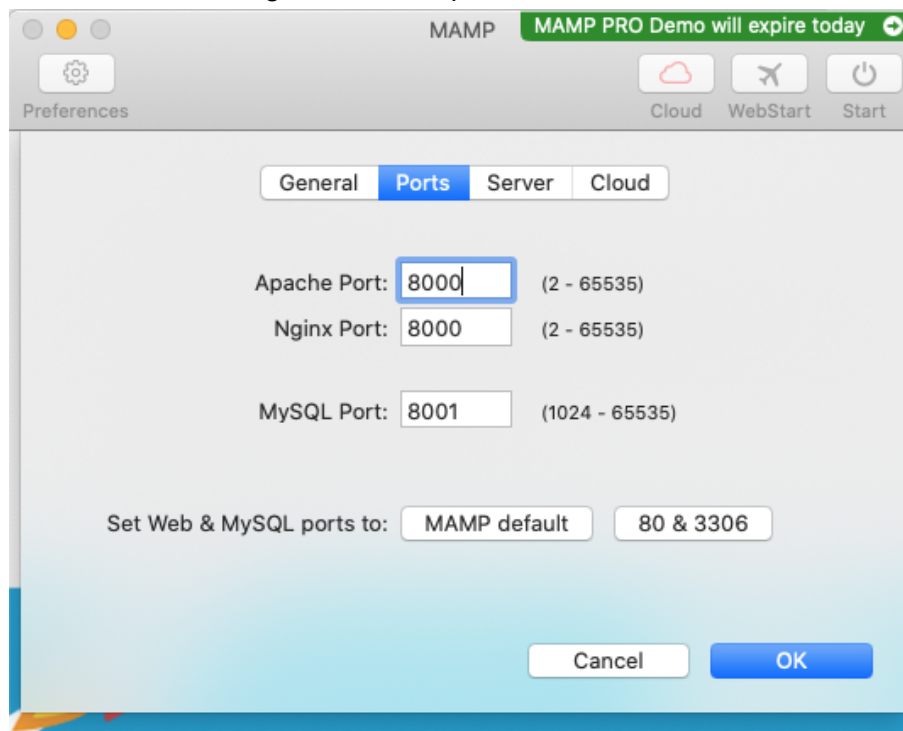 MAMP MAMP PRO Demo will expire today
Preferences Cloud WebStart Start
General Ports Server Cloud
Apache Port: 8000 (2 - 65535)
Nginx Port: 8000 (2 - 65535)
MySQL Port: 8001 (1024 - 65535)
Set Web & MySQL ports to: MAMP default 80 & 3306
Cancel OK